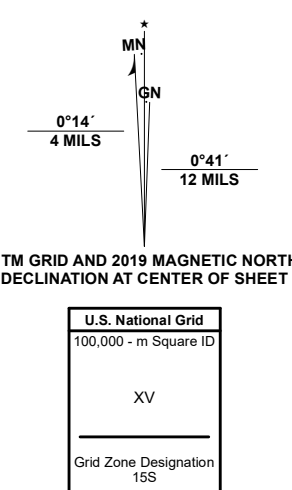 MN
GN
0°14´
4 MILS
0°41´
12 MILS
TM GRID AND 2019 MAGNETIC NORTH
DECLINATION AT CENTER OF SHEET
U.S. National Grid
100,000 - m Square ID
XV
Grid Zone Designation
15S